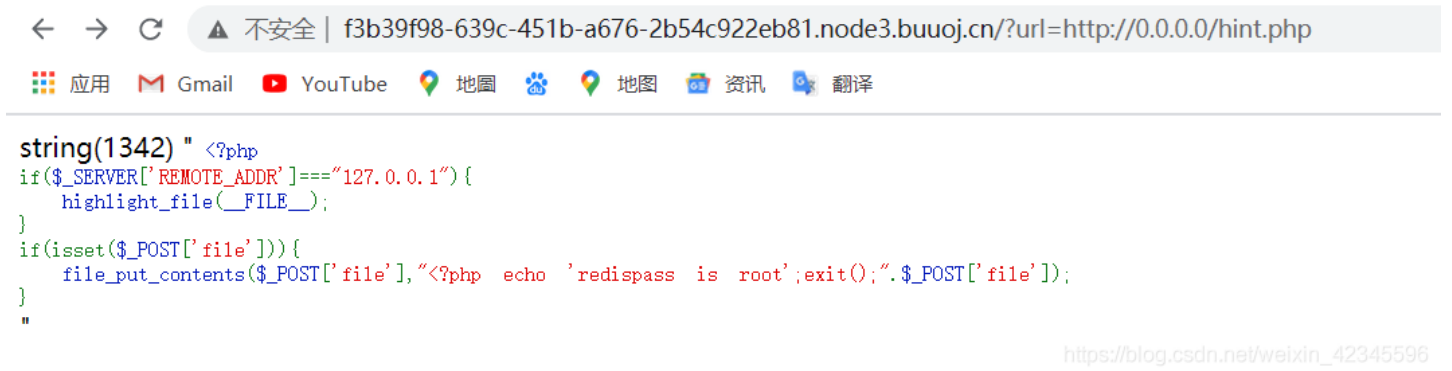 不安全 | f3b39f98-639c-451b-a676-2b54c922eb81.node3.buuoj.cn/?url=http://0.0.0.0/hint.php
应用 Gmail YouTube 地圖 du 地图 GE 资讯 G 翻译
string(1342) " <?php
if($_SERVER['REMOTE_ADDR']==="127.0.0.1"){
    highlight_file(__FILE__);
}
if(isset($_POST['file'])){
    file_put_contents($_POST['file'],"<?php echo 'redispass is root';exit();".$_POST['file']);
}
"
https://blog.csdn.net/weixin_42345596